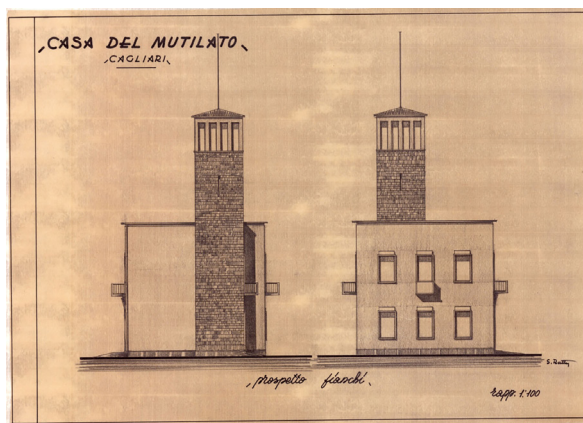 CASA DEL MUTILATO
CAGLIARI
prospetto fianchi.
rapp. 1:100